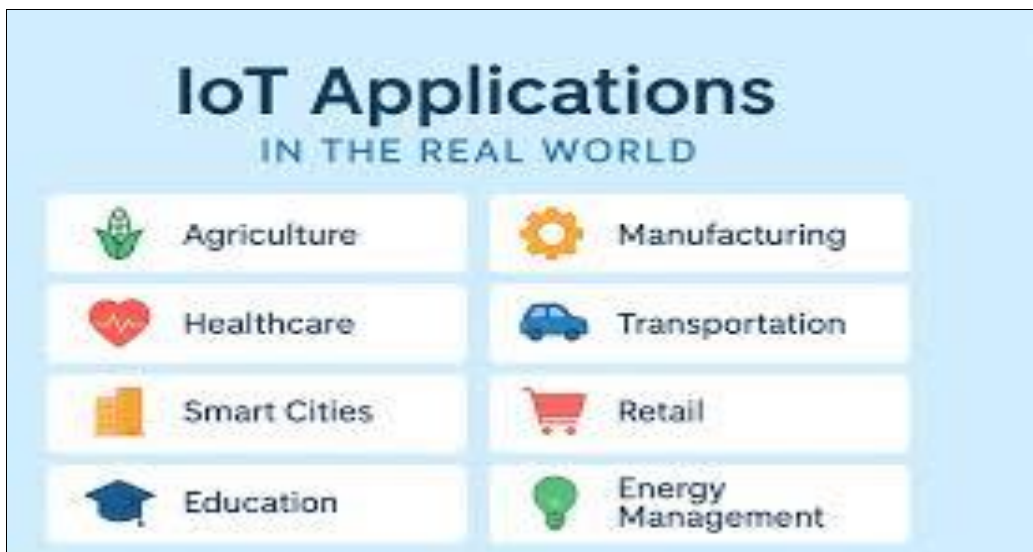 IoT Applications
IN THE REAL WORLD
Agriculture
Manufacturing
Healthcare
Transportation
Smart Cities
Retail
Education
Energy
Management